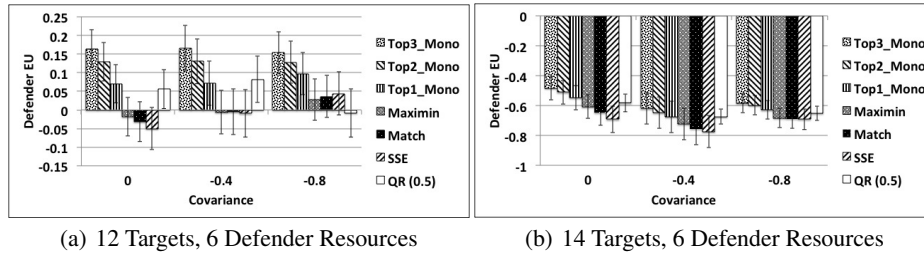 0.25
0.2
0.15
0.1
0.05
0
-0.05
-0.1
-0.15
Defender EU
0 -0.4 -0.8
Covariance
Top3_Mono
Top2_Mono
Top1_Mono
Maximin
Match
SSE
QR (0.5)
(a) 12 Targets, 6 Defender Resources
0
-0.2
-0.4
-0.6
-0.8
-1
Defender EU
0 -0.4 -0.8
Covariance
Top3_Mono
Top2_Mono
Top1_Mono
Maximin
Match
SSE
QR (0.5)
(b) 14 Targets, 6 Defender Resources